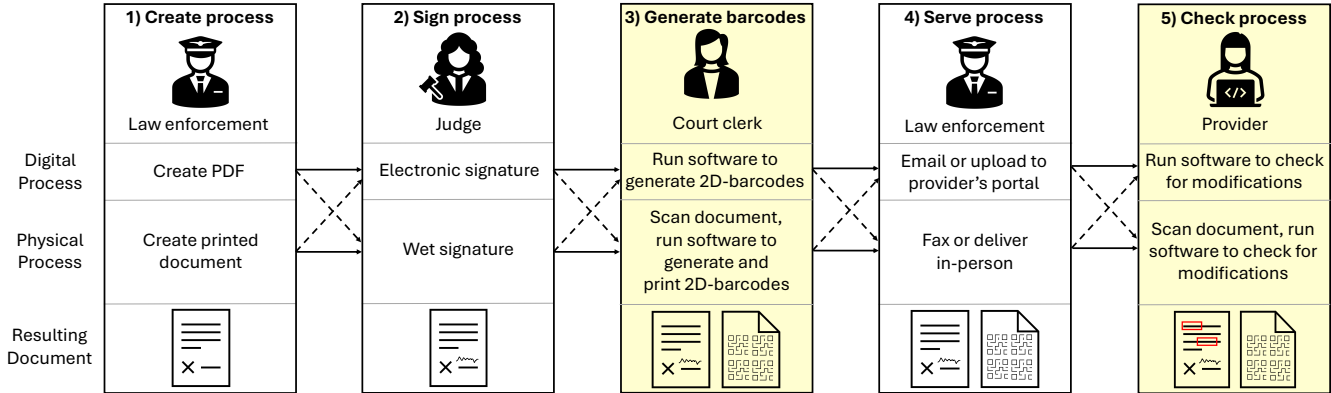 1) Create process
Law enforcement
2) Sign process
Judge
3) Generate barcodes
Court clerk
4) Serve process
Law enforcement
5) Check process
</>
Provider
Digital
Process
Create PDF
Electronic signature
Run software to
generate 2D-barcodes
Email or upload to
provider's portal
Run software to check
for modifications
Physical
Process
Create printed
document
Wet signature
Scan document,
run software to
generate and
print 2D-barcodes
Fax or deliver
in-person
Scan document, run
software to check for
modifications
Resulting
Document